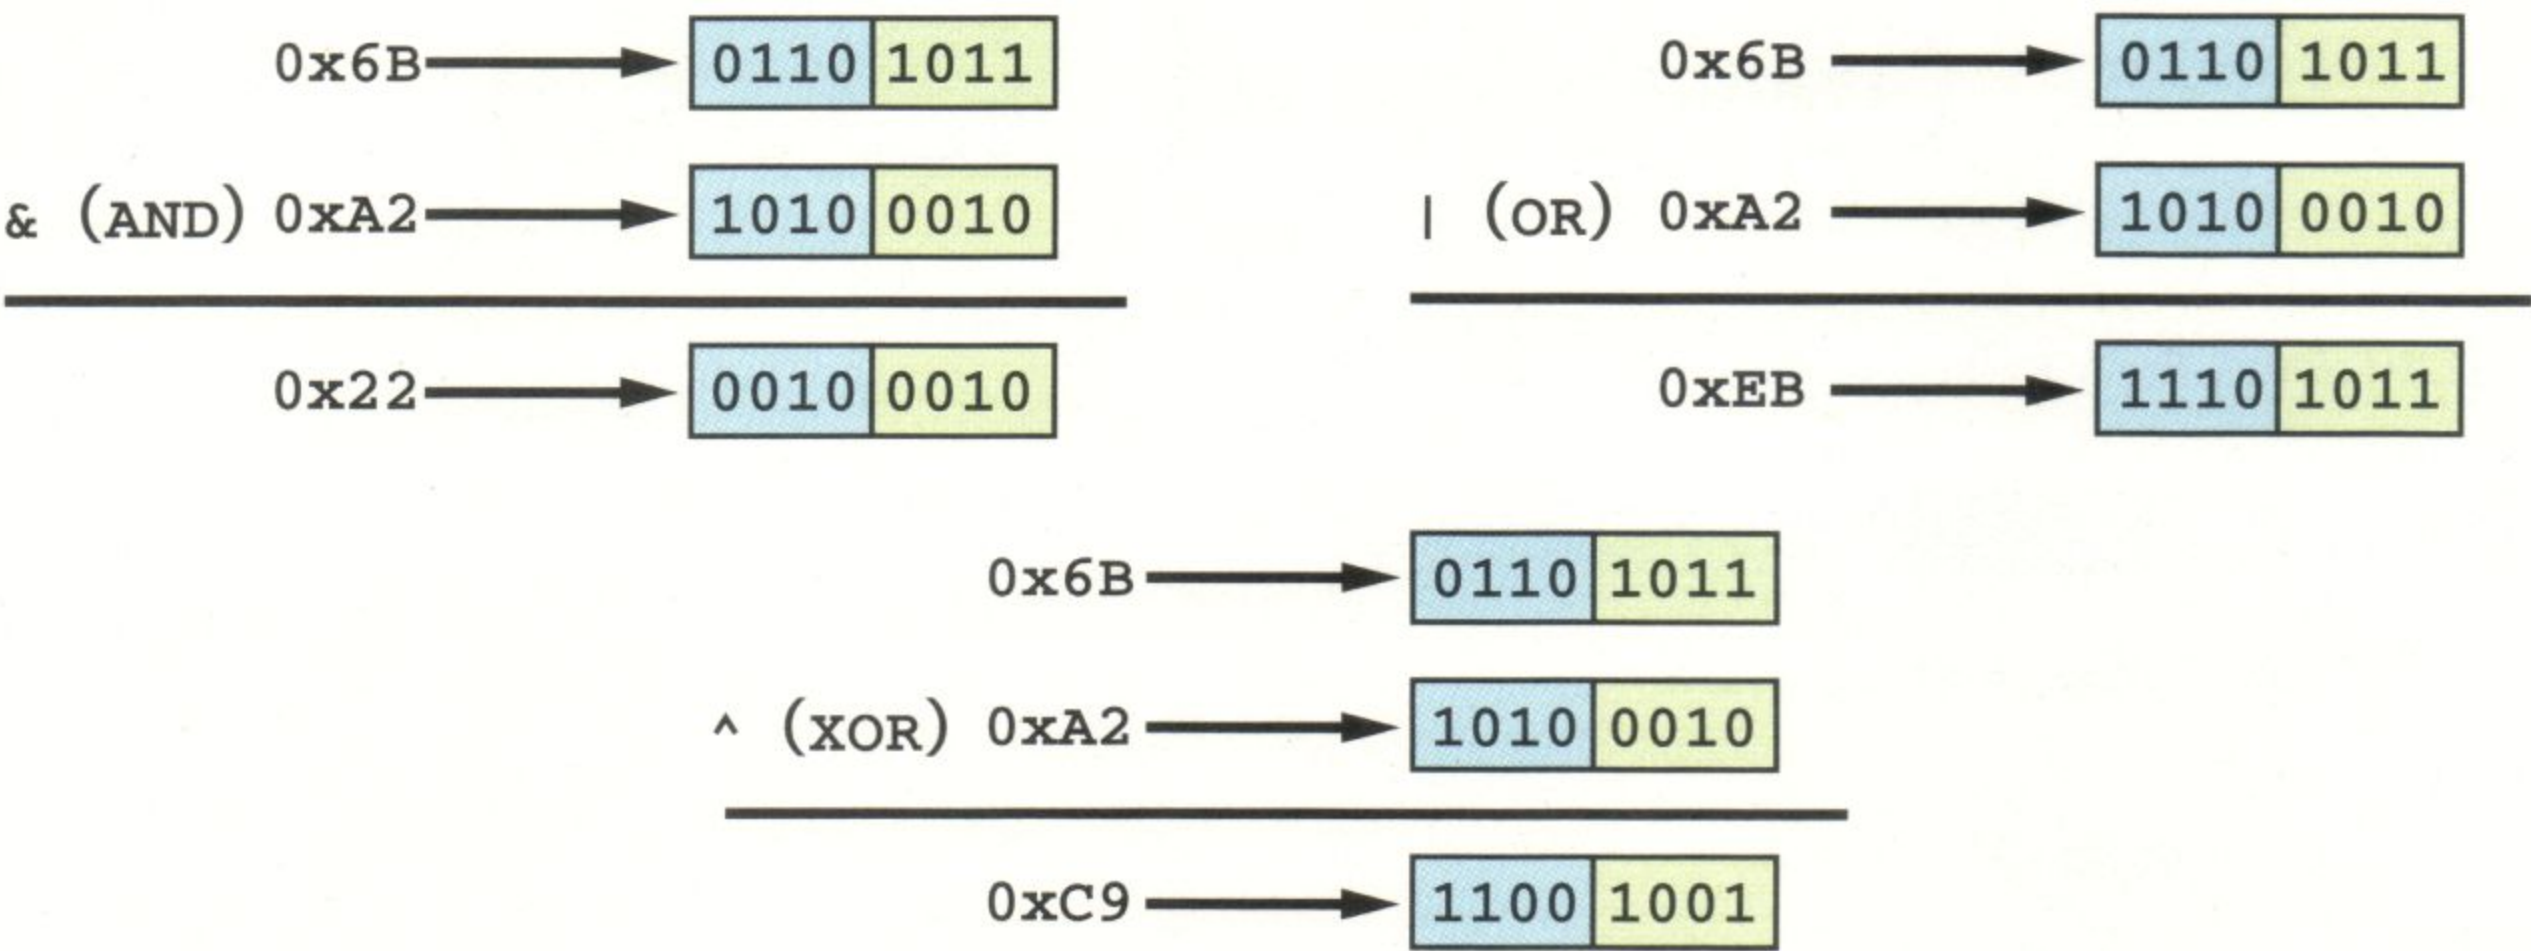 0x6B 0110 1011
& (AND) 0xA2 1010 0010
0x22 0010 0010
0x6B 0110 1011
| (OR) 0xA2 1010 0010
0xEB 1110 1011
0x6B 0110 1011
^ (XOR) 0xA2 1010 0010
0xC9 1100 1001